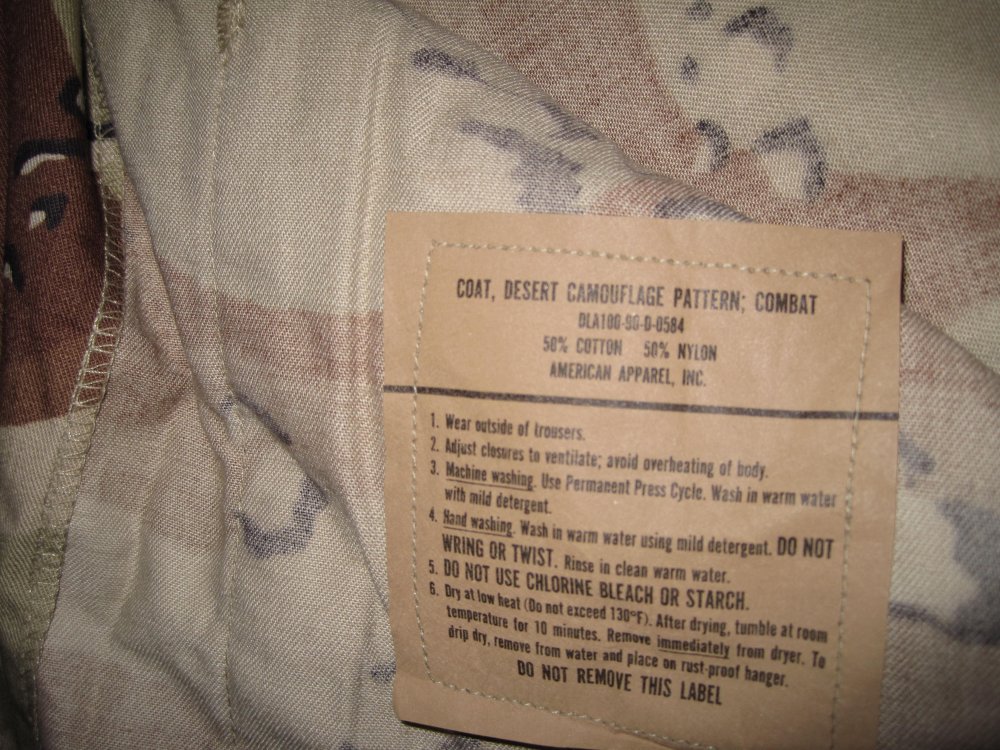 COAT, DESERT CAMOUFLAGE PATTERN; COMBAT
DLA100-90-D-0584
50% COTTON 50% NYLON
AMERICAN APPAREL, INC.
1. Wear outside of trousers.
2. Adjust closures to ventilate; avoid overheating of body.
3. Machine washing. Use Permanent Press Cycle. Wash in warm water
with mild detergent.
4. Hand washing. Wash in warm water using mild detergent. DO NOT
WRING OR TWIST. Rinse in clean warm water.
5. DO NOT USE CHLORINE BLEACH OR STARCH.
6. Dry at low heat (Do not exceed 130°F). After drying, tumble at room
temperature for 10 minutes. Remove immediately from dryer. To
drip dry, remove from water and place on rust-proof hanger.
DO NOT REMOVE THIS LABEL